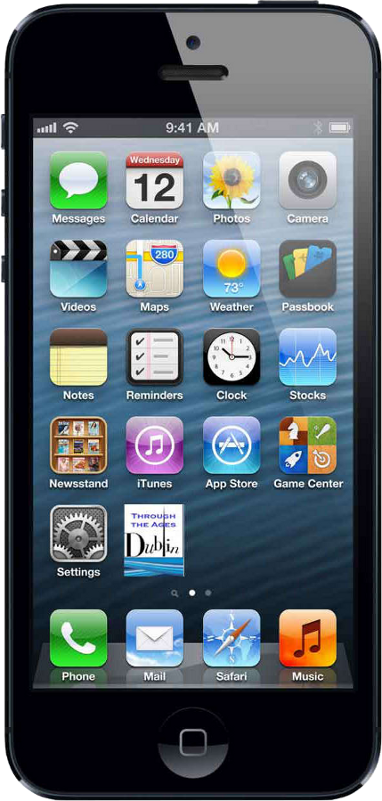 9:41 AM
Wednesday
12
280
73°
Messages Calendar Photos Camera
Videos Maps Weather Passbook
Notes Reminders Clock Stocks
Newsstand iTunes App Store Game Center
THROUGH
THE AGES
Dublin
Settings
Phone Mail Safari Music